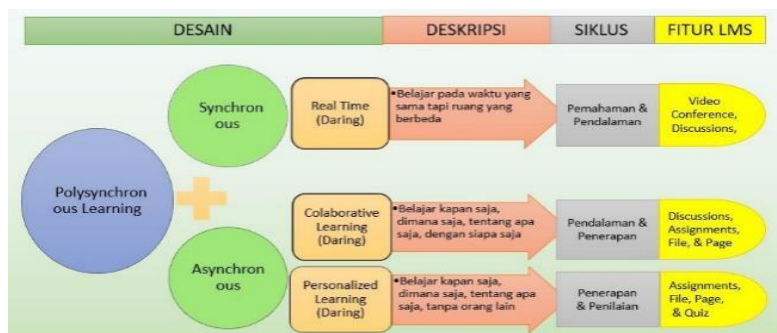 DESAIN
DESKRIPSI
SIKLUS
FITUR LMS
Polysynchron
ous Learning
Synchron
ous
Real Time
(Daring)
•Belajar pada waktu yang
sama tapi ruang yang
berbeda
Pemahaman &
Pendalaman
Video
Conference,
Discussions,
Asynchron
ous
Colaborative
Learning
(Daring)
•Belajar kapan saja,
dimana saja, tentang apa
saja, dengan siapa saja
Pendalaman &
Penerapan
Discussions,
Assignments,
File, & Page
Personalized
Learning
(Daring)
•Belajar kapan saja,
dimana saja, tentang apa
saja, tanpa orang lain
Penerapan
& Penilaian
Assignments,
File, Page,
& Quiz